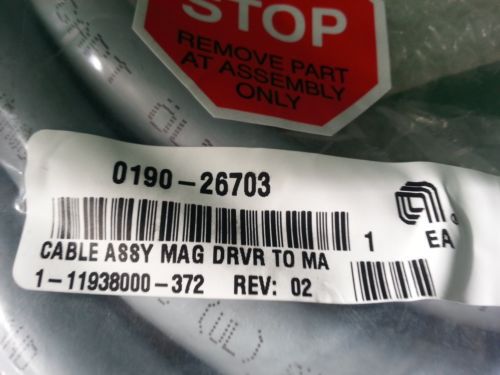 STOP
REMOVE PART
AT ASSEMBLY
ONLY
0190-26703
1 EA
CABLE ASSY MAG DRVR TO MA
1-11938000-372 REV: 02
(UL)